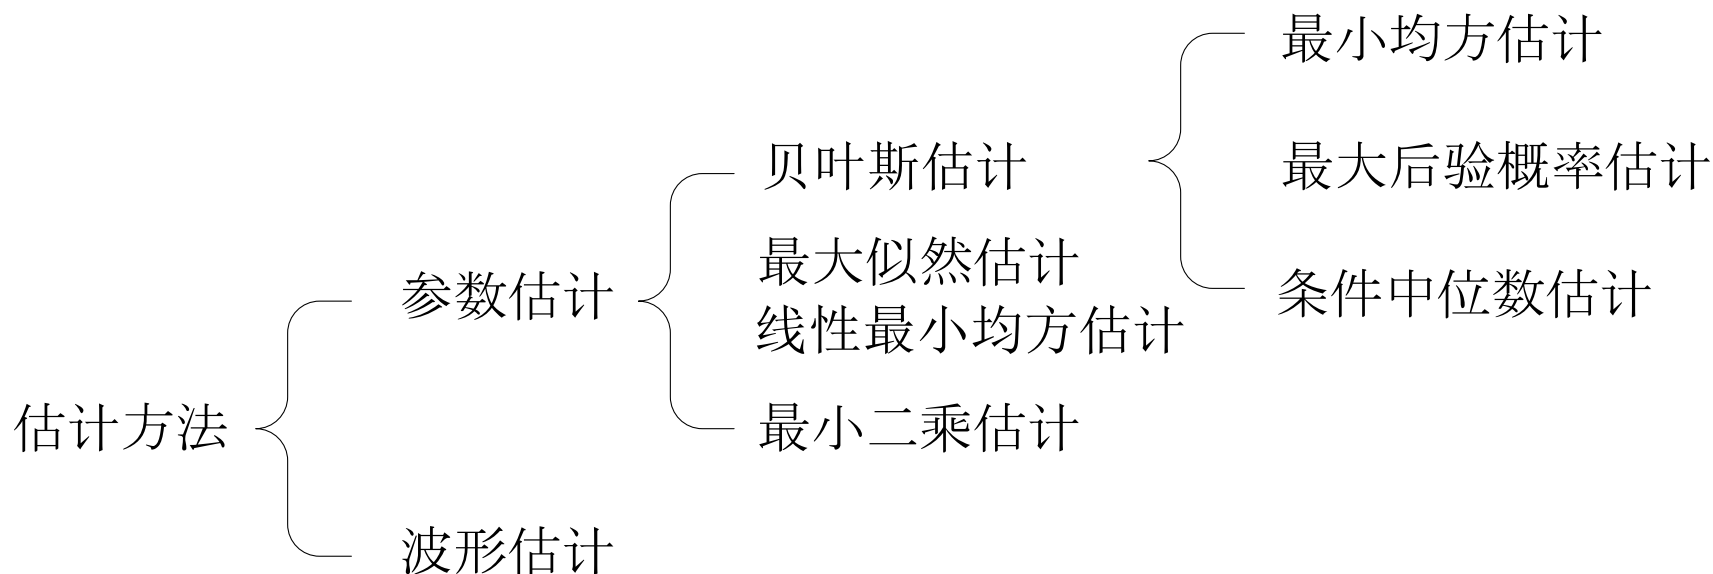 最小均方估计
贝叶斯估计
最大后验概率估计
最大似然估计
参数估计
条件中位数估计
线性最小均方估计
估计方法
最小二乘估计
波形估计